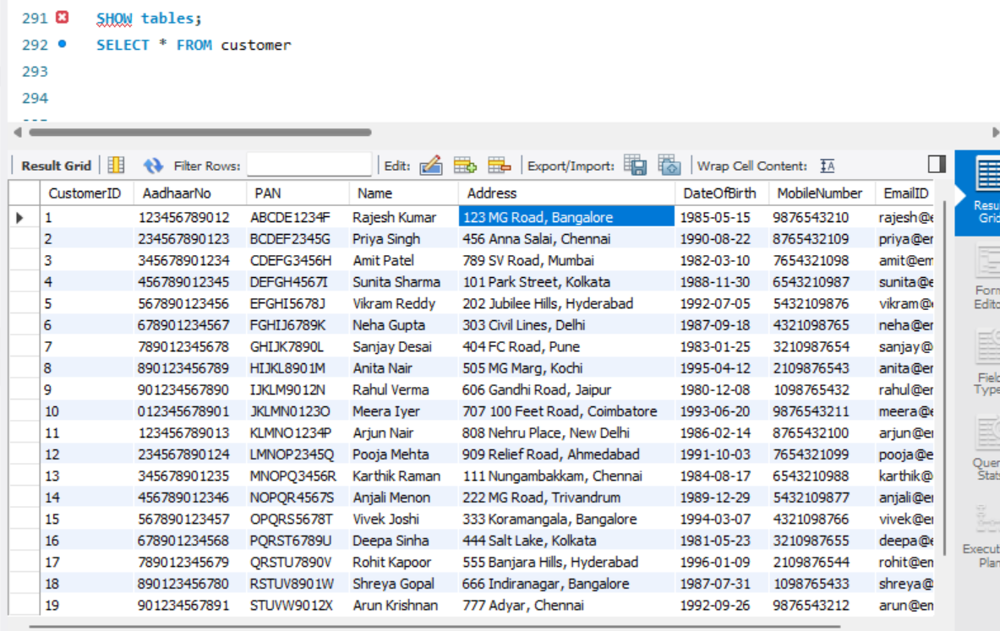 291 SHOW tables;
292 SELECT * FROM customer
293
294
Result Grid Filter Rows: Edit: Export/Import: Wrap Cell Content:
CustomerID AadhaarNo PAN Name Address DateOfBirth MobileNumber EmailID
1 123456789012 ABCDE1234F Rajesh Kumar 123 MG Road, Bangalore 1985-05-15 9876543210 rajesh@e
2 234567890123 BCDEF2345G Priya Singh 456 Anna Salai, Chennai 1990-08-22 8765432109 priya@er
3 345678901234 CDEFG3456H Amit Patel 789 SV Road, Mumbai 1982-03-10 7654321098 amit@em
4 456789012345 DEFGH4567I Sunita Sharma 101 Park Street, Kolkata 1988-11-30 6543210987 sunita@e
5 567890123456 EFGHI5678J Vikram Reddy 202 Jubilee Hills, Hyderabad 1992-07-05 5432109876 vikram@
6 678901234567 FGHIJ6789K Neha Gupta 303 Civil Lines, Delhi 1987-09-18 4321098765 neha@er
7 789012345678 GHIJK7890L Sanjay Desai 404 FC Road, Pune 1983-01-25 3210987654 sanjay@
8 890123456789 HIJKL8901M Anita Nair 505 MG Marg, Kochi 1995-04-12 2109876543 anita@er
9 901234567890 IJKLM9012N Rahul Verma 606 Gandhi Road, Jaipur 1980-12-08 1098765432 rahul@er
10 012345678901 JKLMN0123O Meera Iyer 707 100 Feet Road, Coimbatore 1993-06-20 9876543211 meera@e
11 123456789013 KLMNO1234P Arjun Nair 808 Nehru Place, New Delhi 1986-02-14 8765432100 arjun@er
12 234567890124 LMNOP2345Q Pooja Mehta 909 Relief Road, Ahmedabad 1991-10-03 7654321099 pooja@e
13 345678901235 MNOPQ3456R Karthik Raman 111 Nungambakkam, Chennai 1984-08-17 6543210988 karthik@
14 456789012346 NOPQR4567S Anjali Menon 222 MG Road, Trivandrum 1989-12-29 5432109877 anjali@er
15 567890123457 OPQRS5678T Vivek Joshi 333 Koramangala, Bangalore 1994-03-07 4321098766 vivek@er
16 678901234568 PQRST6789U Deepa Sinha 444 Salt Lake, Kolkata 1981-05-23 3210987655 deepa@e
17 789012345679 QRSTU7890V Rohit Kapoor 555 Banjara Hills, Hyderabad 1996-01-09 2109876544 rohit@en
18 890123456780 RSTUV8901W Shreya Gopal 666 Indiranagar, Bangalore 1987-07-31 1098765433 shreya@
19 901234567891 STUVW9012X Arun Krishnan 777 Adyar, Chennai 1992-09-26 9876543212 arun@en
Resu
Grid
Form
Edito
Field
Type
Quer
Stats
Execut
Plan